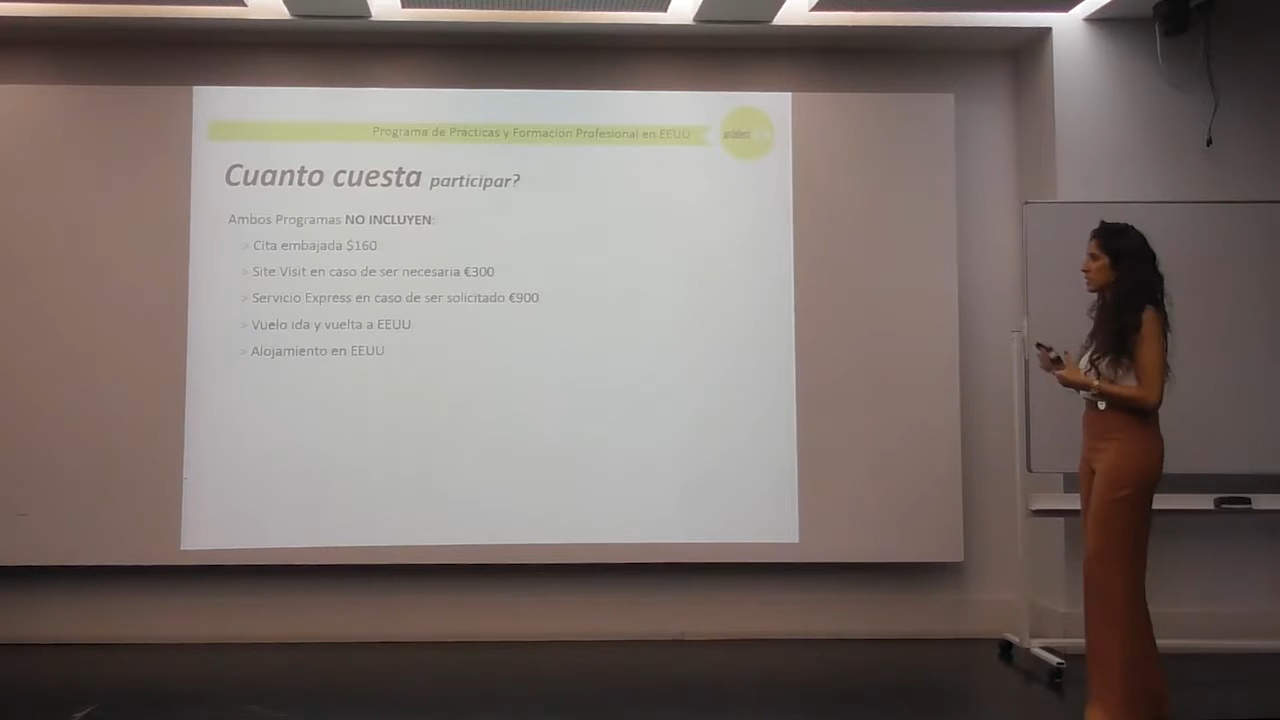 Programa de Prácticas y Formación Profesional en EEUU
Cuanto cuesta participar?
Ambos Programas NO INCLUYEN:
> Cita embajada $160
> Site Visit en caso de ser necesaria €300
> Servicio Express en caso de ser solicitado €900
> Vuelo ida y vuelta a EEUU
> Alojamiento en EEUU